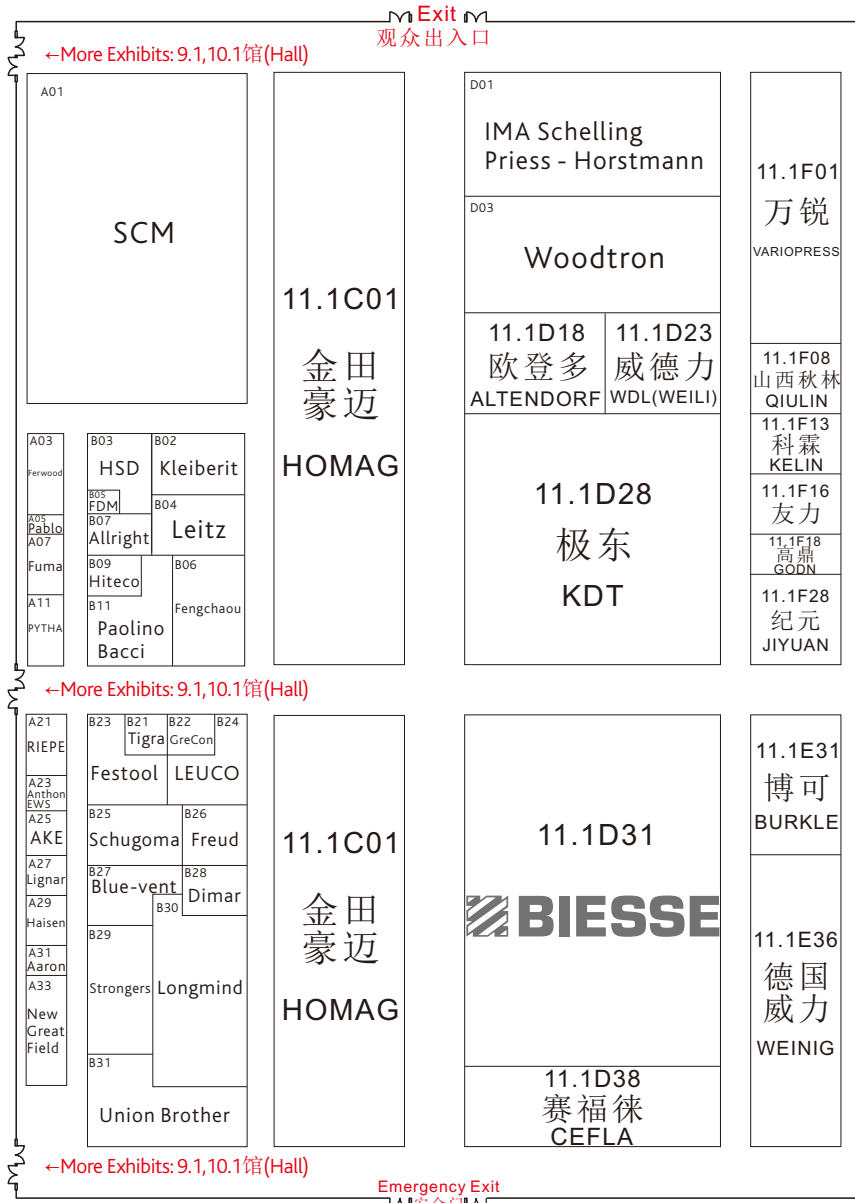 Exit
观众出入口
←More Exhibits: 9.1,10.1馆(Hall)
A01
SCM
11.1C01
金田
豪迈
HOMAG
D01
IMA Schelling
Priess - Horstmann
D03
Woodtron
11.1D18
欧登多
ALTENDORF
11.1D23
威德力
WDL(WEILI)
11.1D28
极东
KDT
11.1F01
万锐
VARIOPRESS
11.1F08
山西秋林
QIULIN
11.1F13
科霖
KELIN
11.1F16
友力
11.1F18
高鼎
GODN
11.1F28
纪元
JIYUAN
A03
Ferwood
A05
Pablo
A07
Fuma
A11
PYTHA
B03
HSD
B02
Kleiberit
B05
FDM
B04
Leitz
B07
Allright
B09
Hiteco
B06
Fengchaou
B11
Paolino
Bacci
←More Exhibits: 9.1,10.1馆(Hall)
A21
RIEPE
A23
Anthon
EWS
A25
AKE
A27
Lignar
A29
Haisen
A31
Aaron
A33
New
Great
Field
B23
Festool
B21
Tigra
B22
GreCon
B24
LEUCO
B25
Schugoma
B26
Freud
B27
Blue-vent
B28
Dimar
B30
Longmind
B29
Strongers
B31
Union Brother
11.1C01
金田
豪迈
HOMAG
11.1D31
BIESSE
11.1D38
赛福徕
CEFLA
11.1E31
博可
BURKLE
11.1E36
德国
威力
WEINIG
←More Exhibits: 9.1,10.1馆(Hall)
Emergency Exit
安全门